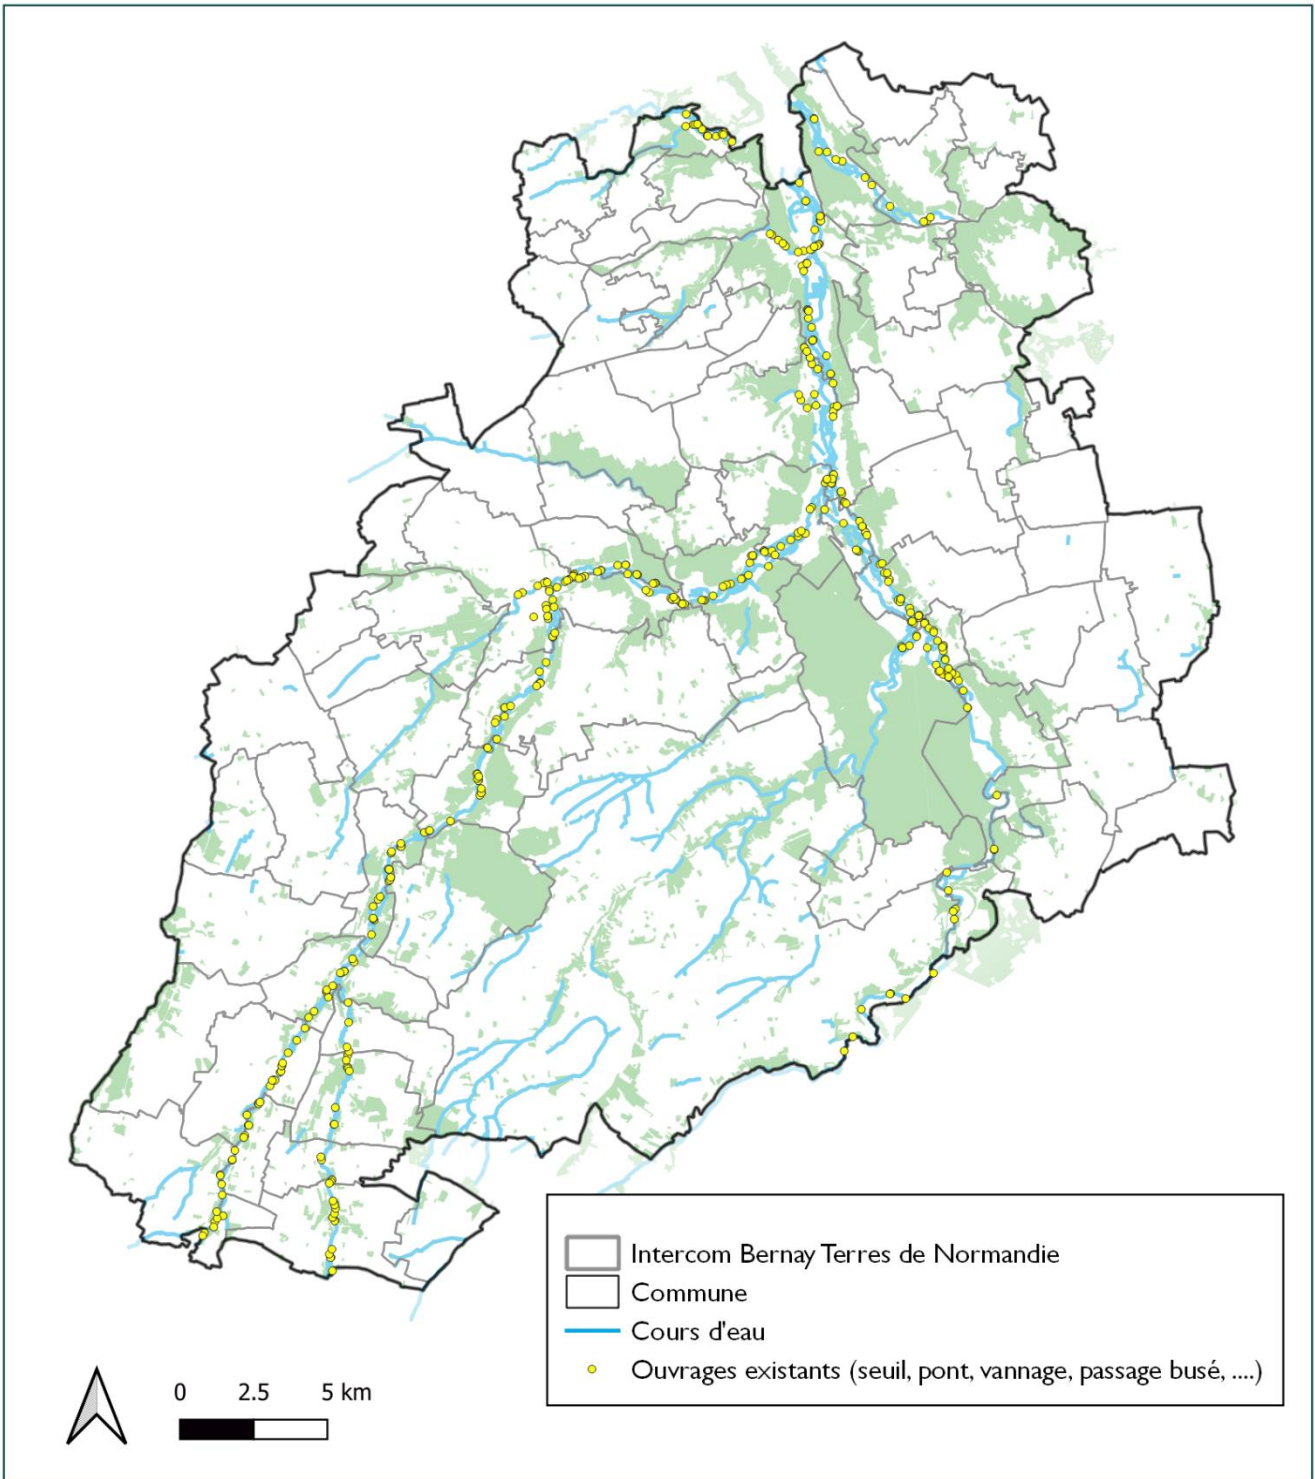 Intercom Bernay Terres de Normandie
Commune
Cours d'eau
Ouvrages existants (seuil, pont, vannage, passage busé, ....)
0 2.5 5 km